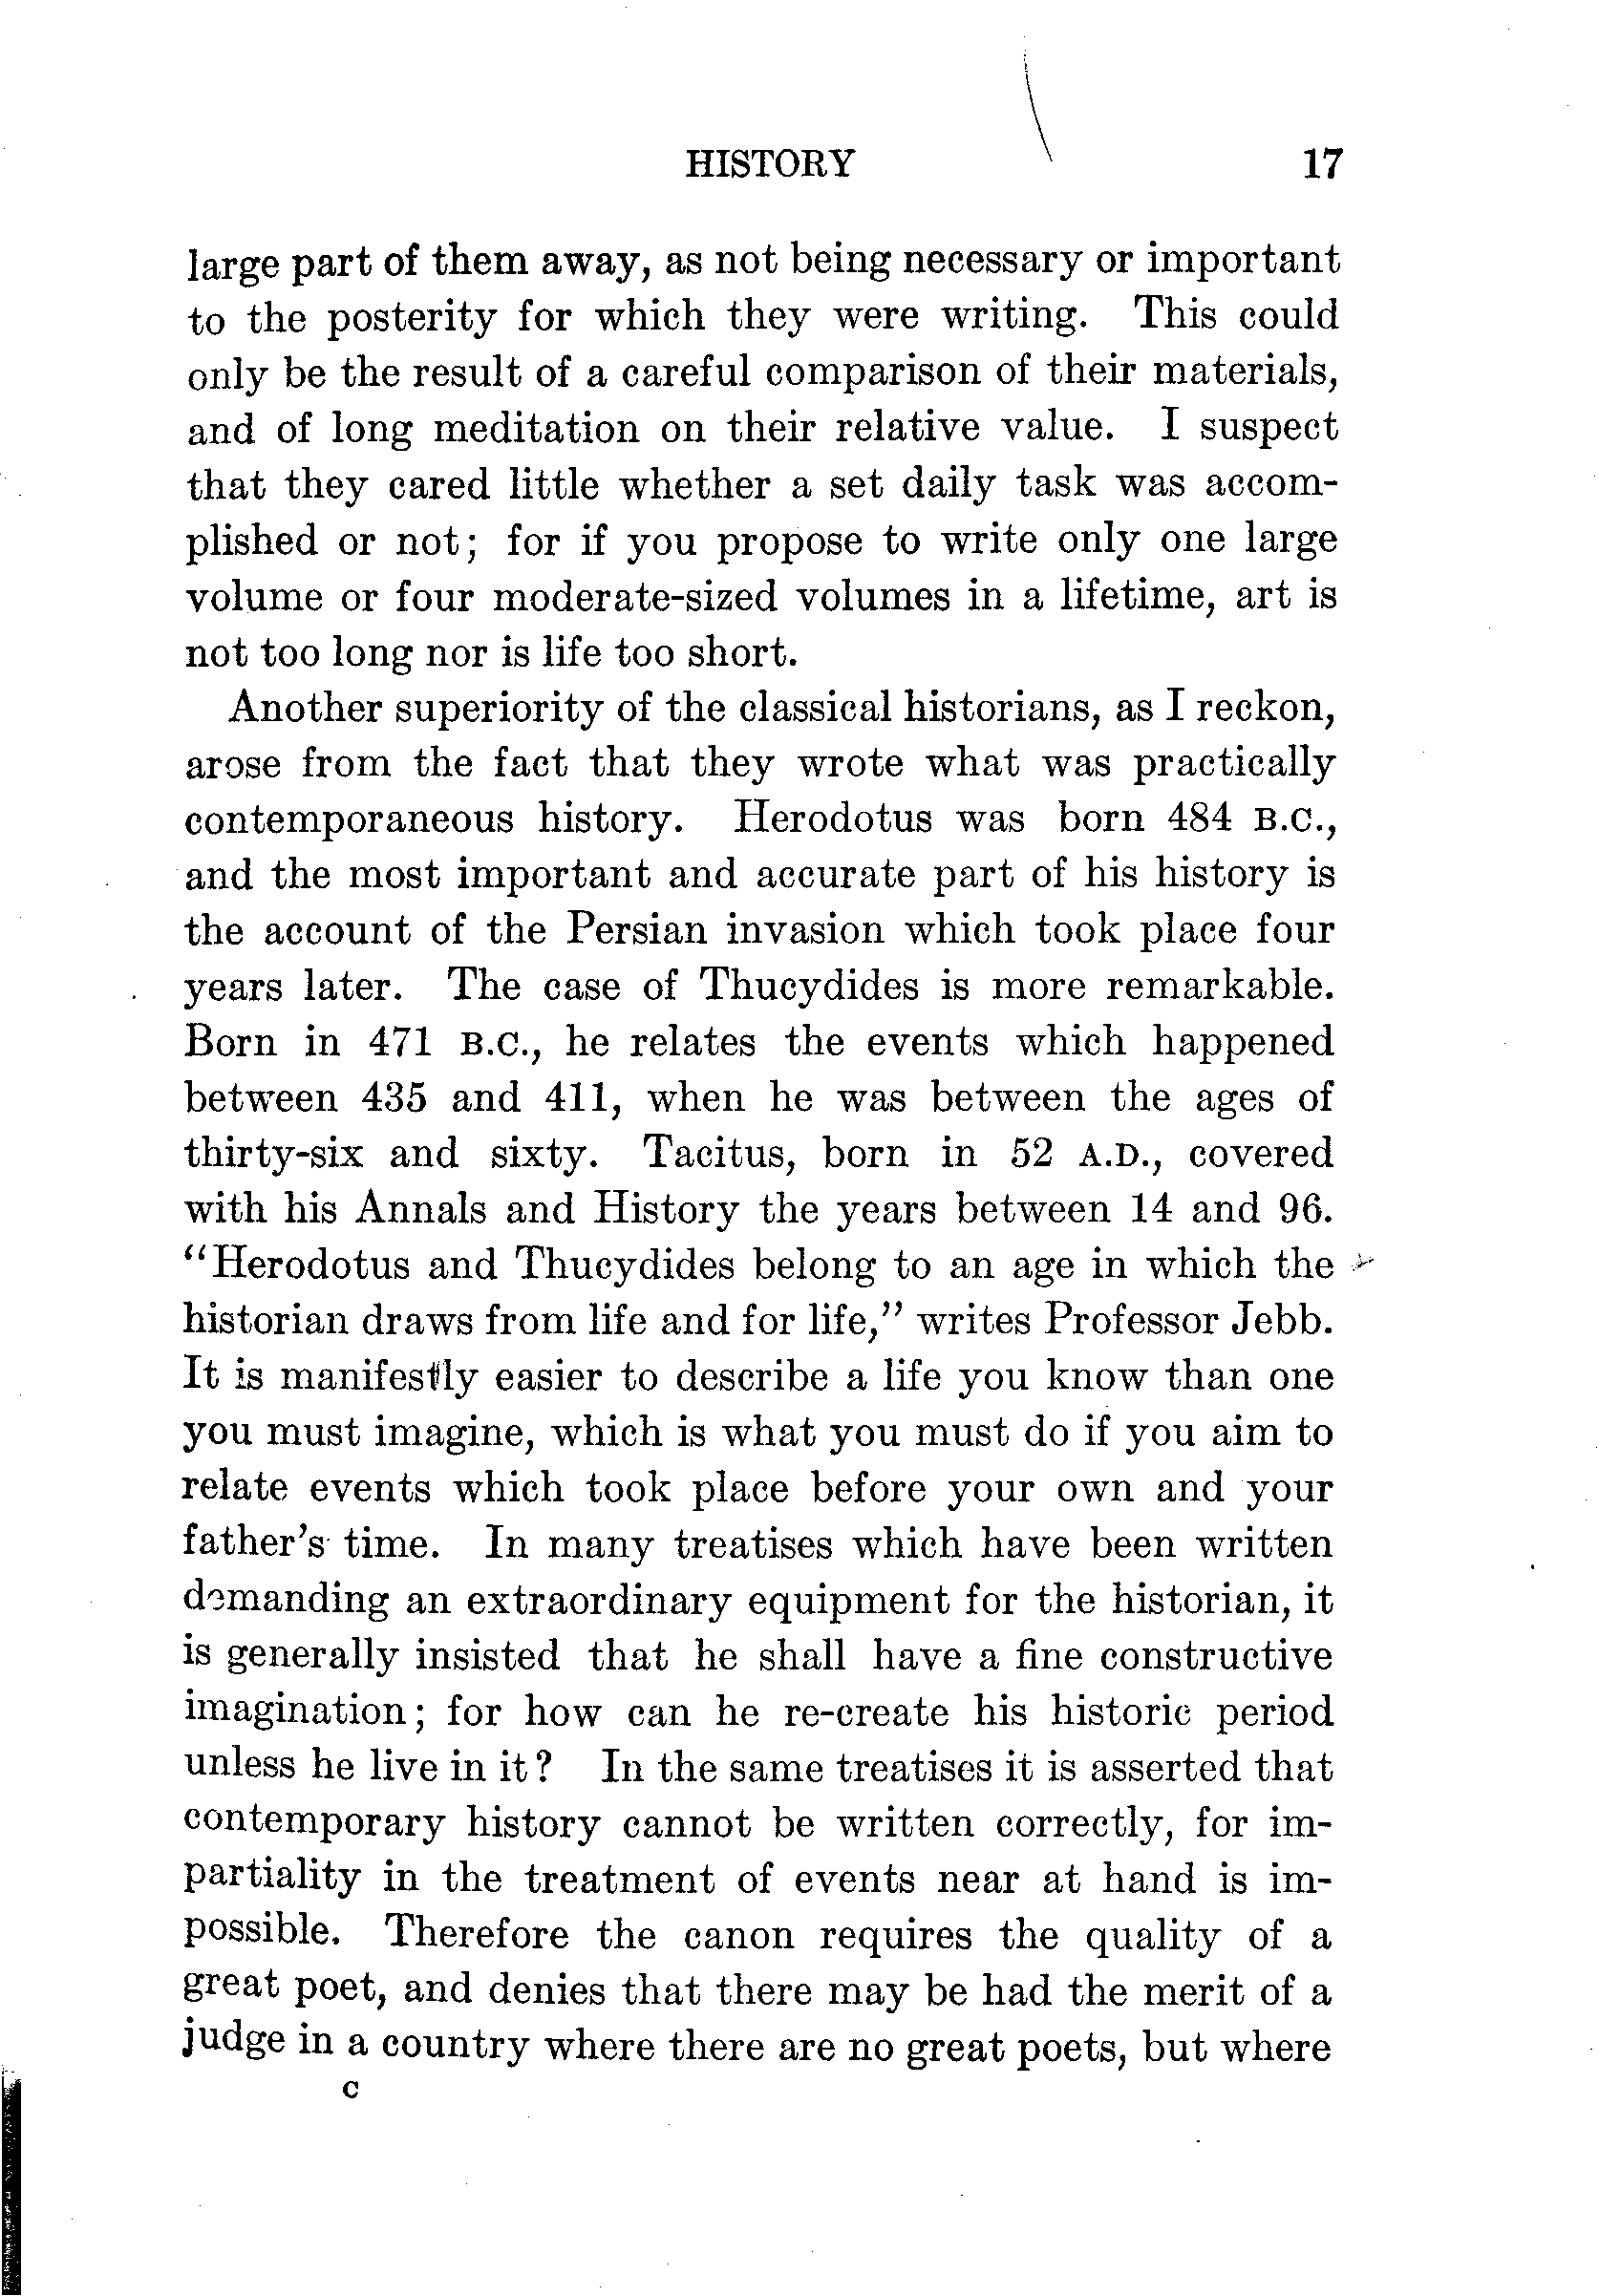 HISTORY 17
large part of them away, as not being necessary or important
to the posterity for which they were writing. This could
only be the result of a careful comparison of their materials,
and of long meditation on their relative value. I suspect
that they cared little whether a set daily task was accom-
plished or not; for if you propose to write only one large
volume or four moderate-sized volumes in a lifetime, art is
not too long nor is life too short.
Another superiority of the classical historians, as I reckon,
arose from the fact that they wrote what was practically
contemporaneous history. Herodotus was born 484 B.C.,
and the most important and accurate part of his history is
the account of the Persian invasion which took place four
years later. The case of Thucydides is more remarkable.
Born in 471 B.C., he relates the events which happened
between 435 and 411, when he was between the ages of
thirty-six and sixty. Tacitus, born in 52 A.D., covered
with his Annals and History the years between 14 and 96.
"Herodotus and Thucydides belong to an age in which the
historian draws from life and for life," writes Professor Jebb.
It is manifestly easier to describe a life you know than one
you must imagine, which is what you must do if you aim to
relate events which took place before your own and your
father's time. In many treatises which have been written
demanding an extraordinary equipment for the historian, it
is generally insisted that he shall have a fine constructive
imagination; for how can he re-create his historic period
unless he live in it? In the same treatises it is asserted that
contemporary history cannot be written correctly, for im-
partiality in the treatment of events near at hand is im-
possible. Therefore the canon requires the quality of a
great poet, and denies that there may be had the merit of a
judge in a country where there are no great poets, but where
C